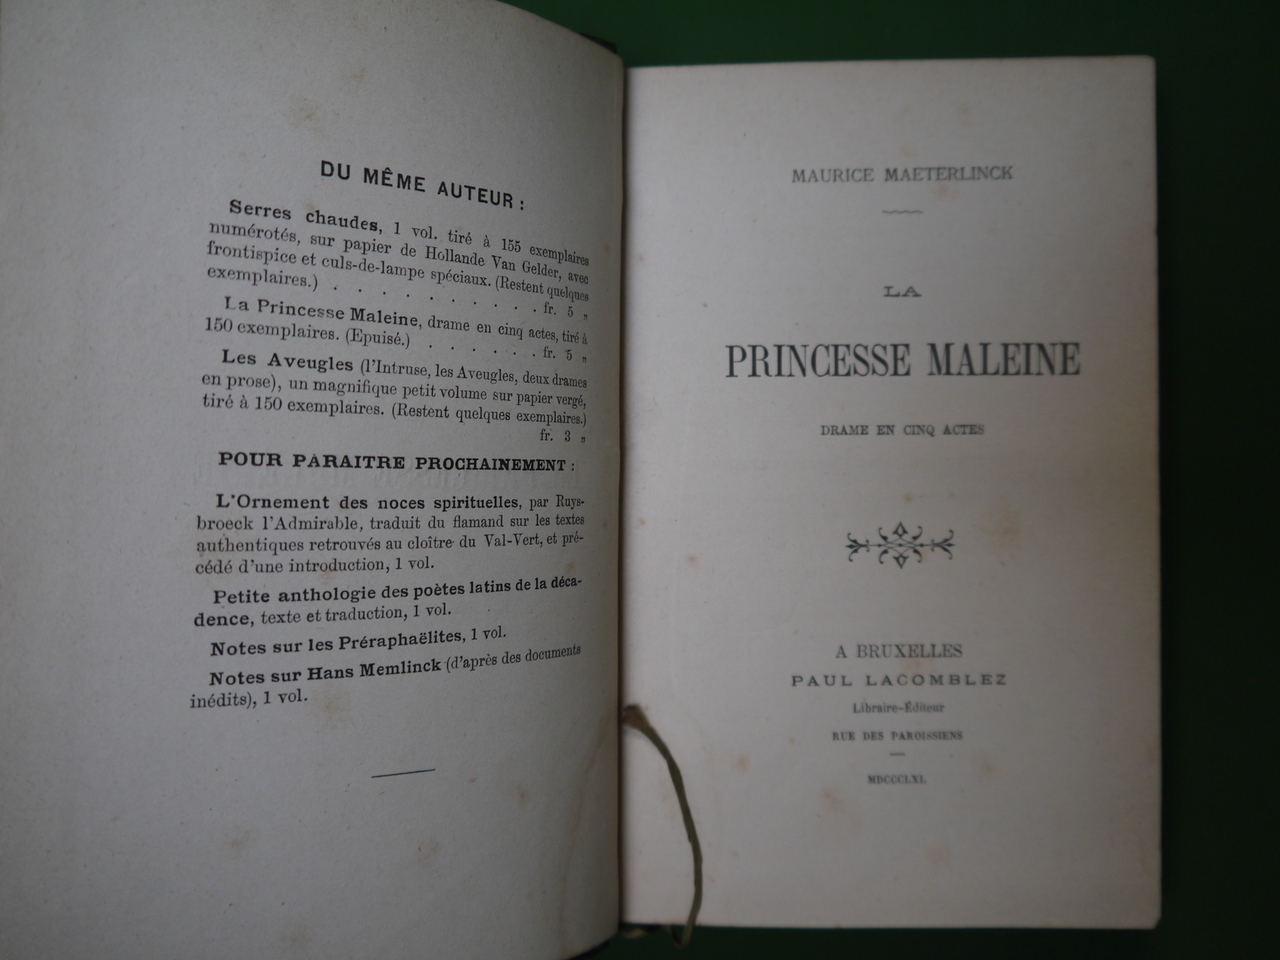 DU MÊME AUTEUR :
Serres chaudes, 1 vol. tiré à 155 exemplaires
numérotés, sur papier de Hollande Van Gelder, avec
frontispice et culs-de-lampe spéciaux. (Restent quelques
exemplaires.) . . . . . . . . . . fr. 5 „
La Princesse Maleine, drame en cinq actes, tiré à
150 exemplaires. (Epuisé.) . . . . . . fr. 5 „
Les Aveugles (l'Intruse, les Aveugles, deux drames
en prose), un magnifique petit volume sur papier vergé,
tiré à 150 exemplaires. (Restent quelques exemplaires.)
fr. 3 „
POUR PARAITRE PROCHAINEMENT :
L'Ornement des noces spirituelles, par Ruys-
broeck l'Admirable, traduit du flamand sur les textes
authentiques retrouvés au cloître du Val-Vert, et pré-
cédé d'une introduction, 1 vol.
Petite anthologie des poètes latins de la déca-
dence, texte et traduction, 1 vol.
Notes sur les Préraphaëlites, 1 vol.
Notes sur Hans Memlinck (d'après des documents
inédits), 1 vol.
MAURICE MAETERLINCK
LA
PRINCESSE MALEINE
DRAME EN CINQ ACTES
A BRUXELLES
PAUL LACOMBLEZ
Libraire-Éditeur
RUE DES PAROISSIENS
MDCCCLXI.